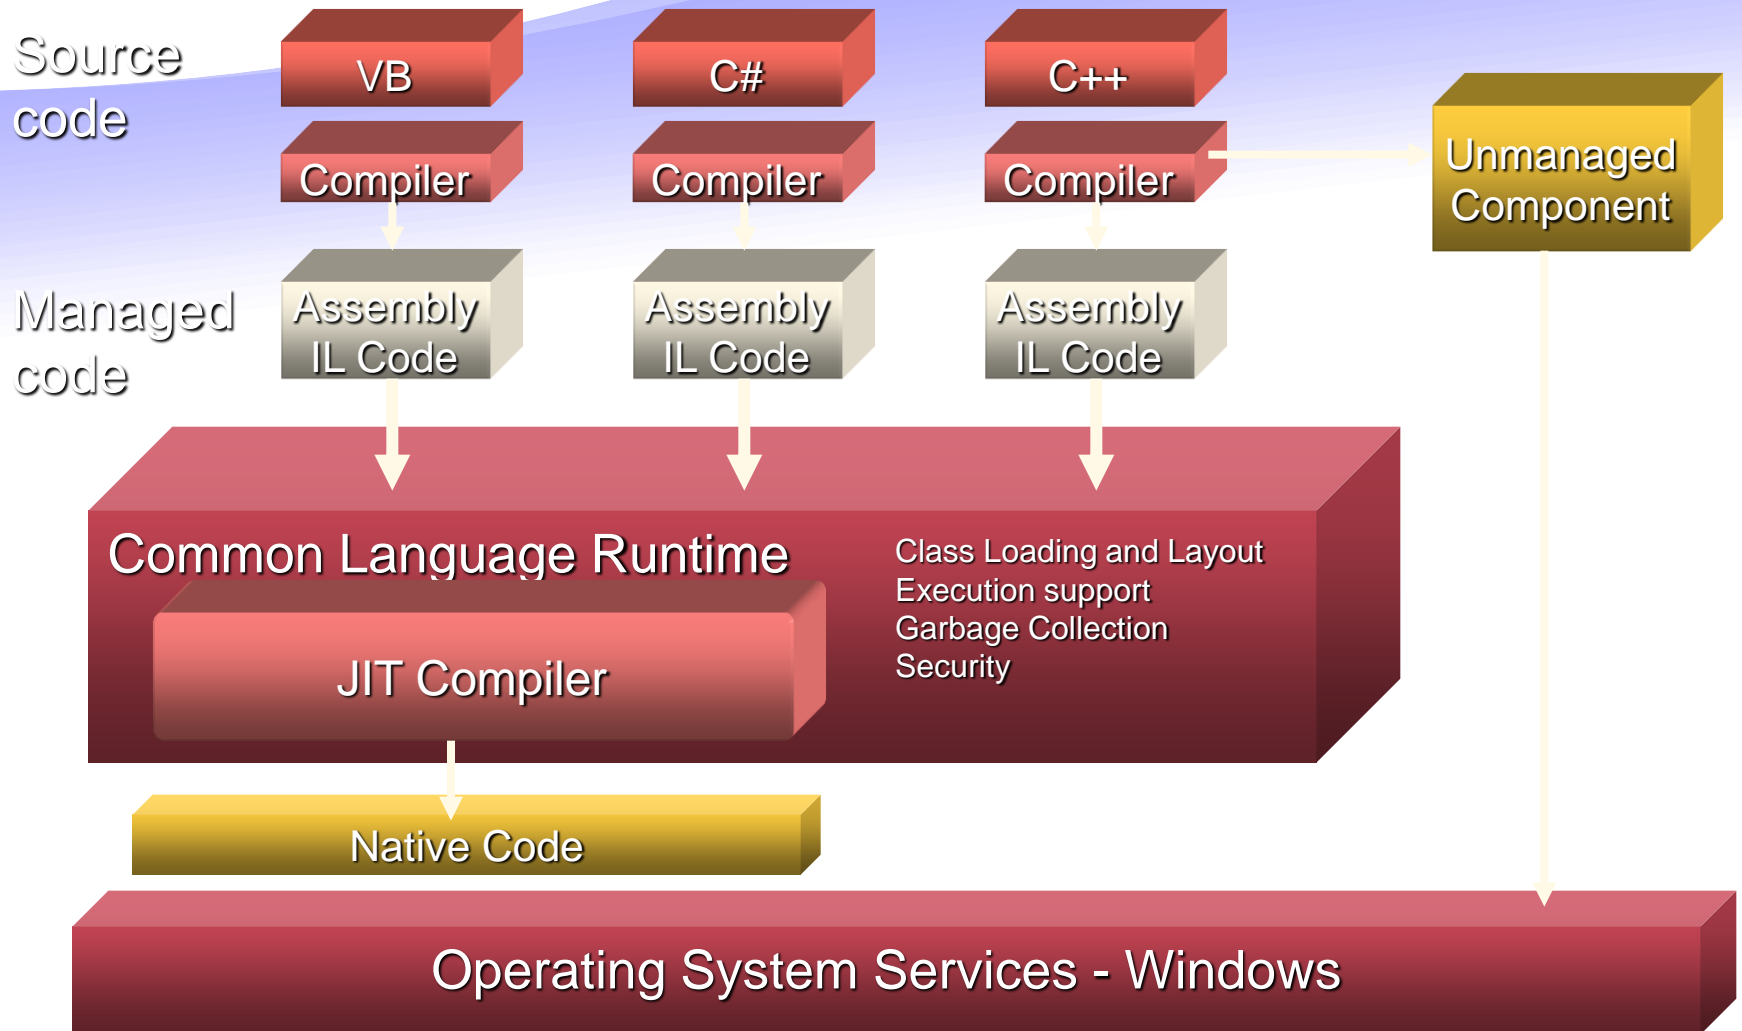 Source
code
VB
C#
C++
Compiler
Compiler
Compiler
Unmanaged
Component
Managed
code
Assembly
IL Code
Assembly
IL Code
Assembly
IL Code
Common Language Runtime
Class Loading and Layout
Execution support
Garbage Collection
Security
JIT Compiler
Native Code
Operating System Services - Windows